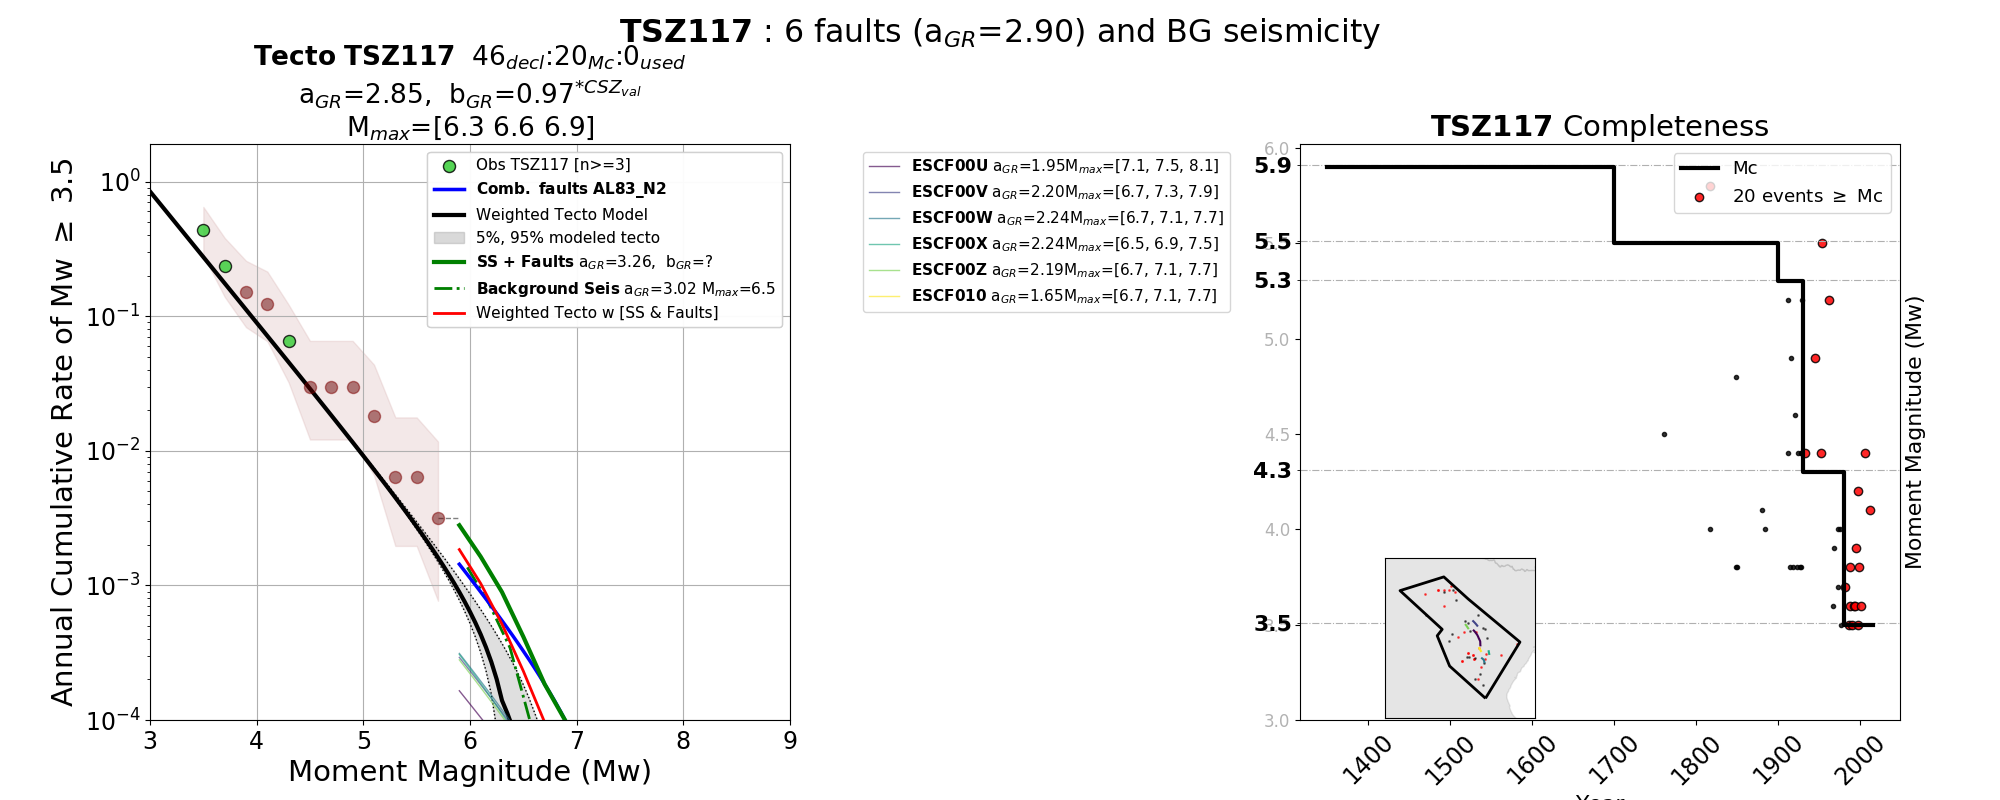 TSZ117 : 6 faults (aGR=2.90) and BG seismicity
Tecto TSZ117 46decl:20Mc:0used
aGR=2.85, bGR=0.97*CSZval
Mmax=[6.3 6.6 6.9]
Annual Cumulative Rate of Mw ≥ 3.5
10^0
10^−1
10^−2
10^−3
10^−4
3 4 5 6 7 8 9
Moment Magnitude (Mw)
Obs TSZ117 [n>=3]
Comb. faults AL83_N2
Weighted Tecto Model
5%, 95% modeled tecto
SS + Faults aGR=3.26, bGR=?
Background Seis aGR=3.02 Mmax=6.5
Weighted Tecto w [SS & Faults]
ESCF00U aGR=1.95Mmax=[7.1, 7.5, 8.1]
ESCF00V aGR=2.20Mmax=[6.7, 7.3, 7.9]
ESCF00W aGR=2.24Mmax=[6.7, 7.1, 7.7]
ESCF00X aGR=2.24Mmax=[6.5, 6.9, 7.5]
ESCF00Z aGR=2.19Mmax=[6.7, 7.1, 7.7]
ESCF010 aGR=1.65Mmax=[6.7, 7.1, 7.7]
TSZ117 Completeness
Mc
20 events ≥ Mc
6.0
5.9
5.5
5.3
5.0
4.5
4.3
4.0
3.5
3.0
1400 1500 1600 1700 1800 1900 2000
Moment Magnitude (Mw)
Year